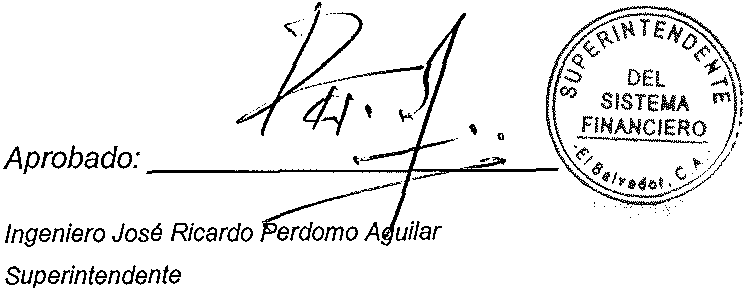 SUPERINTENDENTE
DEL
SISTEMA
FINANCIERO
El Salvador, C.A.
Aprobado:
Ingeniero José Ricardo Perdomo Aguilar
Superintendente